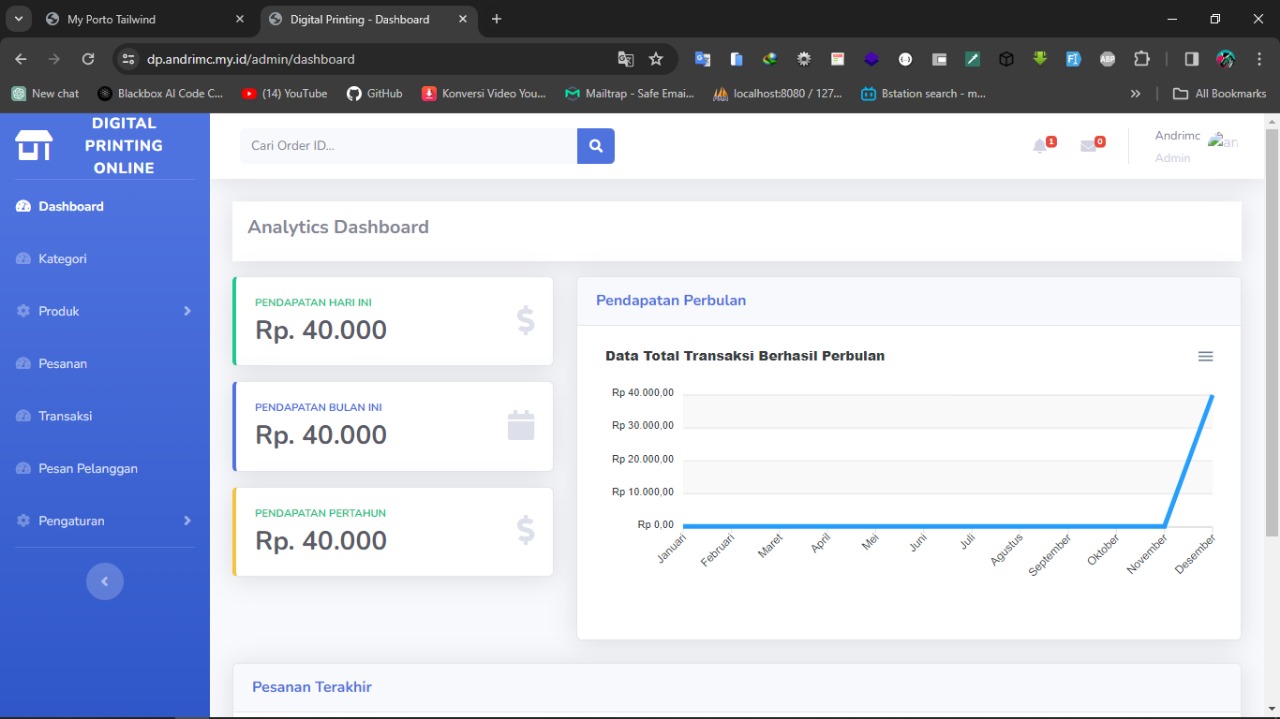 My Porto Tailwind
Digital Printing - Dashboard
dp.andrimc.my.id/admin/dashboard
New chat
Blackbox AI Code C...
(14) YouTube
GitHub
Konversi Video You...
Mailtrap - Safe Emai...
localhost:8080 / 127...
Bstation search - m...
All Bookmarks
DIGITAL
PRINTING
ONLINE
Dashboard
Kategori
Produk
Pesanan
Transaksi
Pesan Pelanggan
Pengaturan
Cari Order ID...
1
0
Andrimc
Admin
an
Analytics Dashboard
PENDAPATAN HARI INI
Rp. 40.000
PENDAPATAN BULAN INI
Rp. 40.000
PENDAPATAN PERTAHUN
Rp. 40.000
Pendapatan Perbulan
Data Total Transaksi Berhasil Perbulan
Rp 40.000,00
Rp 30.000,00
Rp 20.000,00
Rp 10.000,00
Rp 0,00
Januari
Februari
Maret
April
Mei
Juni
Juli
Agustus
September
Oktober
November
Desember
Pesanan Terakhir